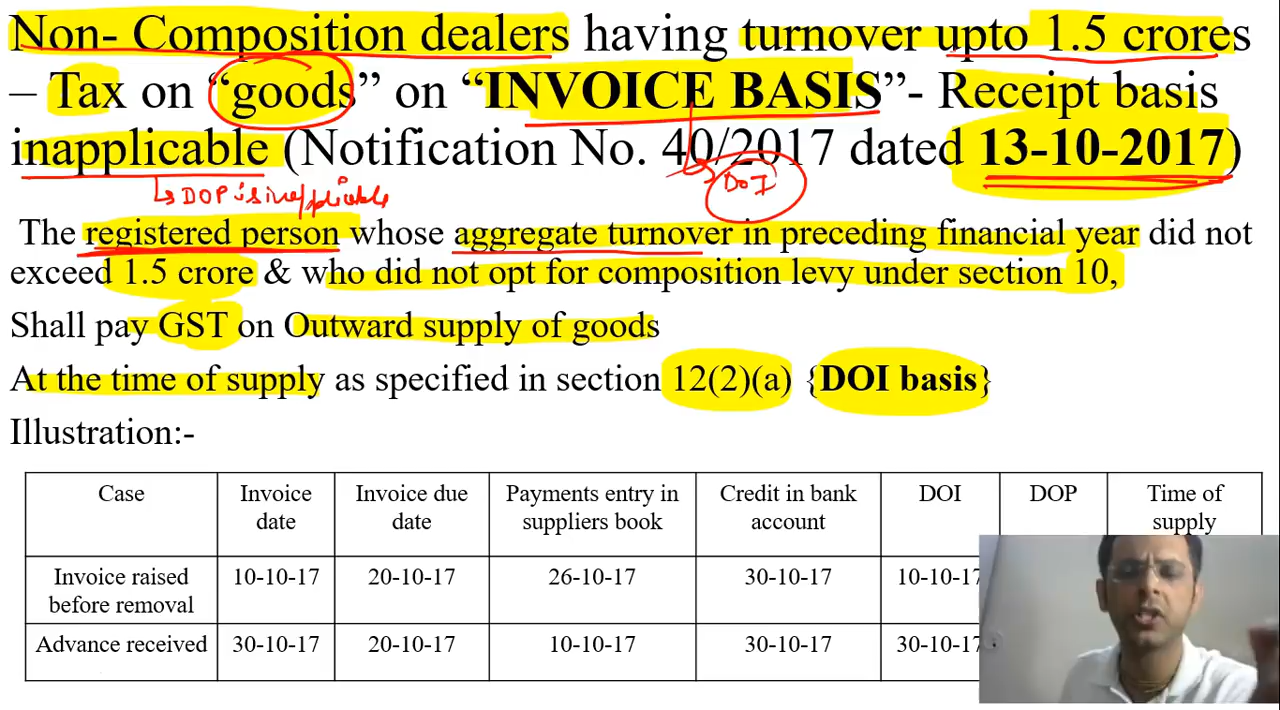 Non- Composition dealers having turnover upto 1.5 crores
– Tax on “goods” on “INVOICE BASIS”- Receipt basis
inapplicable (Notification No. 40/2017 dated 13-10-2017)
↳ DOP is inapplicable
DOI
The registered person whose aggregate turnover in preceding financial year did not
exceed 1.5 crore & who did not opt for composition levy under section 10,
Shall pay GST on Outward supply of goods
At the time of supply as specified in section 12(2)(a) {DOI basis}
Illustration:-
Case Invoice date Invoice due date Payments entry in suppliers book Credit in bank account DOI DOP Time of supply
Invoice raised before removal 10-10-17 20-10-17 26-10-17 30-10-17 10-10-17
Advance received 30-10-17 20-10-17 10-10-17 30-10-17 30-10-17